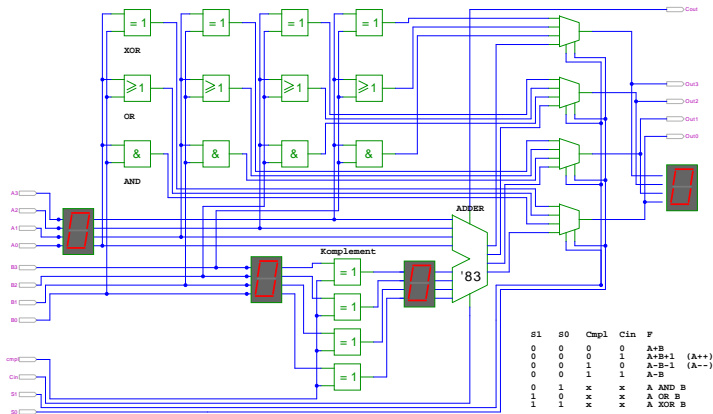 = 1 = 1 = 1 = 1
XOR
≥1 ≥1 ≥1 ≥1
OR
& & & &
AND
Cout
Out3
Out2
Out1
Out0
A3
A2
A1
A0
B3
B2
B1
B0
cmpl
Cin
S1
S0
ADDER
'83
Komplement
= 1
= 1
= 1
= 1
S1 S0 Cmpl Cin F
0 0 0 0 A+B
0 0 0 1 A+B+1 (A++)
0 0 1 0 A-B-1 (A--)
0 0 1 1 A-B
0 1 x x A AND B
1 0 x x A OR B
1 1 x x A XOR B